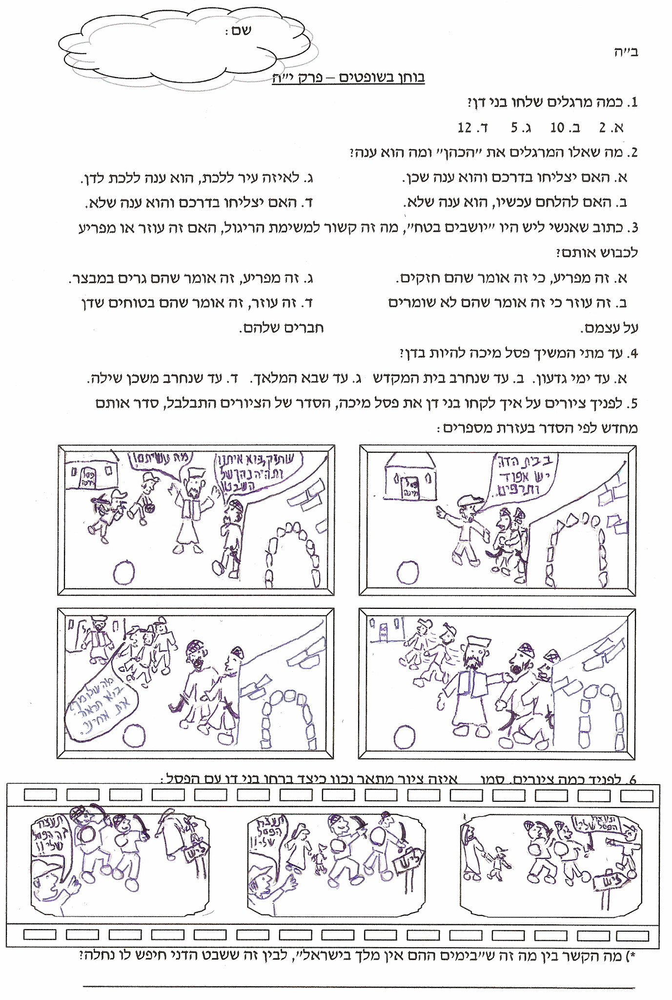 שם:
ב״ה
בוחן בשופטים – פרק י״ח
1. כמה מרגלים שלחו בני דן?
א. 2 ב. 10 ג. 5 ד. 12
2. מה שאלו המרגלים את ״הכהן״ ומה הוא ענה?
א. האם יצליחו בדרכם והוא ענה שכן. ג. לאיזה עיר ללכת, הוא ענה ללכת לדן.
ב. האם להלחם עכשיו, הוא ענה שלא. ד. האם יצליחו בדרכם והוא ענה שלא.
3. כתוב שאנשי ליש היו ״יושבים בטח״, מה זה קשור למשימת הריגול, האם זה עוזר או מפריע
לכבוש אותם?
א. זה מפריע, כי זה אומר שהם חזקים. ג. זה מפריע, זה אומר שהם גרים במבצר.
ב. זה עוזר כי זה אומר שהם לא שומרים ד. זה עוזר, זה אומר שהם בטוחים שדן
על עצמם. חברים שלהם.
4. עד מתי המשיך פסל מיכה להיות בדן?
א. עד ימי גדעון. ב. עד שנחרב בית המקדש ג. עד שבא המלאך. ד. עד שנחרב משכן שילה.
5. לפניך ציורים על איך לקחו בני דן את פסל מיכה, הסדר של הציורים התבלבל, סדר אותם
מחדש לפי הסדר בעזרת מספרים:
בבית הזה
יש אפוד
ותרפים..
פסל
מיכה
מה עשיתם!
שתוק, בוא איתנו
ותהיה כהן של
השבט!
פסל
מיכה
מה שלומך?
בוא תראה
את אחינו.
6. לפניך כמה ציורים. סמן איזה ציור מתאר נכון כיצד ברחו בני דן עם הפסל:
תעצרו
הפסל שלי!!
ליש
תעצרו
הפסל
שלי!!
ליש
תעצרו
זה הפסל
שלי!!
ליש
*) מה הקשר בין מה זה ש״בימים ההם אין מלך בישראל״, לבין זה ששבט הדני חיפש לו נחלה?